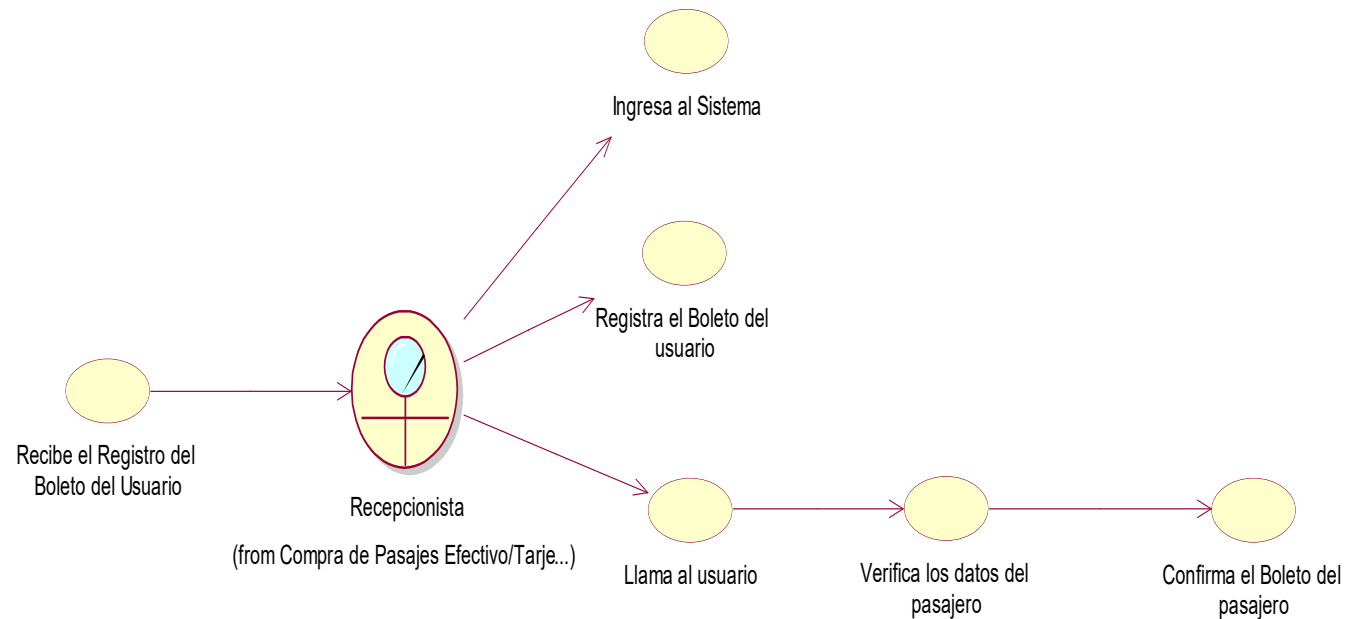 Ingresa al Sistema
Registra el Boleto del
usuario
Recibe el Registro del
Boleto del Usuario
Recepcionista
(from Compra de Pasajes Efectivo/Tarje...)
Llama al usuario
Verifica los datos del
pasajero
Confirma el Boleto del
pasajero